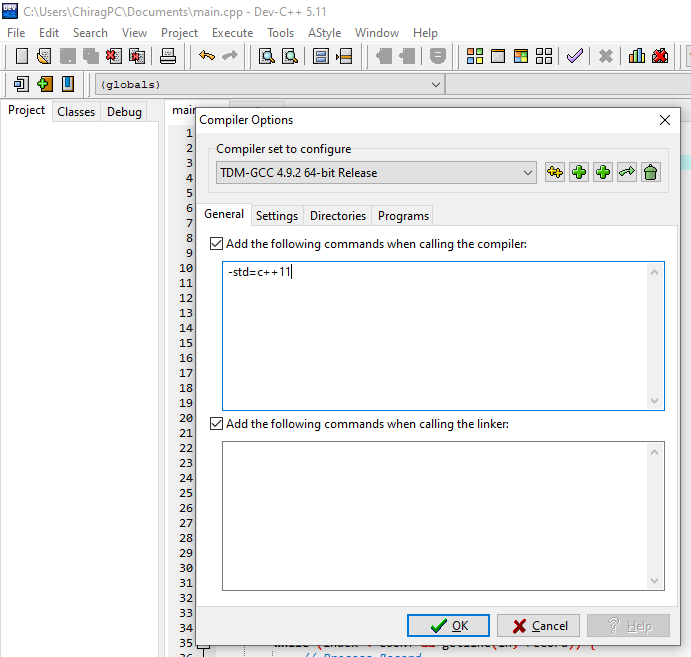 C:\Users\ChiragPC\Documents\main.cpp - Dev-C++ 5.11
File Edit Search View Project Execute Tools AStyle Window Help
(globals)
Project Classes Debug
Compiler Options
Compiler set to configure
TDM-GCC 4.9.2 64-bit Release
General Settings Directories Programs
Add the following commands when calling the compiler:
-std=c++11
Add the following commands when calling the linker:
OK Cancel Help
1
2
3
4
5
6
7
8
9
10
11
12
13
14
15
16
17
18
19
20
21
22
23
24
25
26
27
28
29
30
31
32
33
34
35